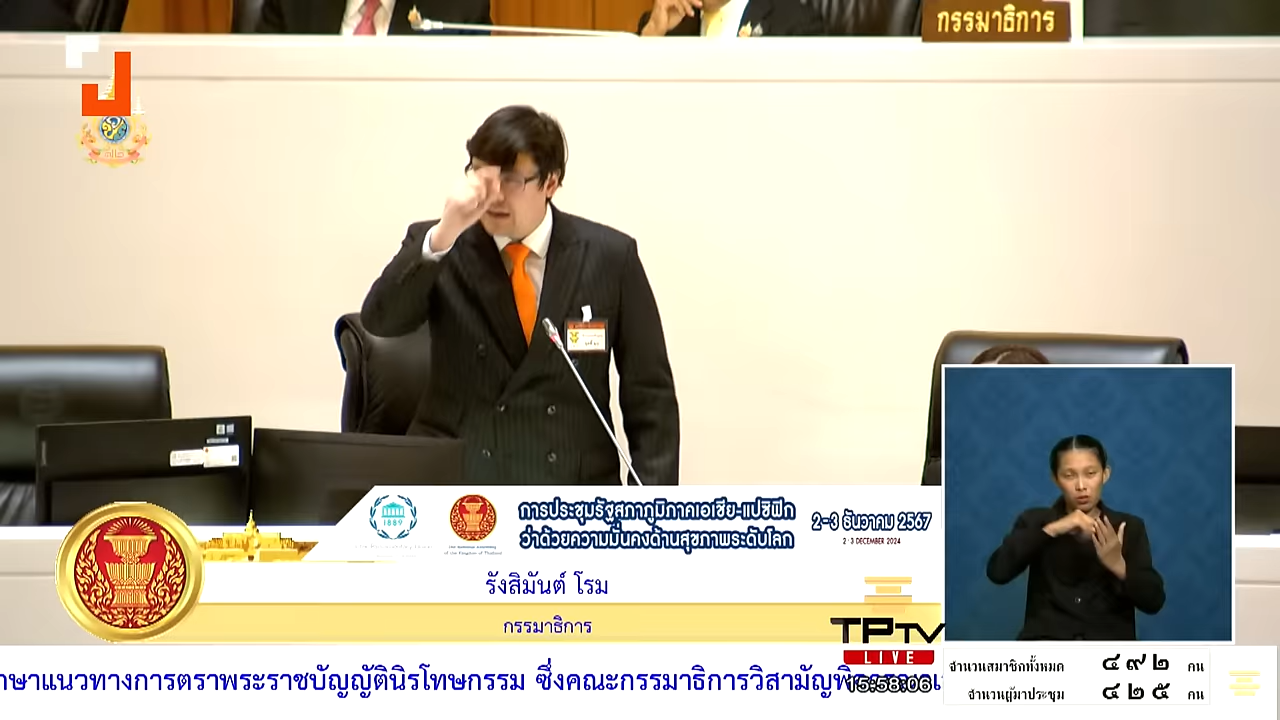 กรรมาธิการ
1889
การประชุมรัฐสภาภูมิภาคเอเชีย-แปซิฟิก
ว่าด้วยความมั่นคงด้านสุขภาพระดับโลก
2-3 ธันวาคม 2567
2-3 DECEMBER 2024
รังสิมันต์ โรม
กรรมาธิการ
TPTV
LIVE
แนวทางการตราพระราชบัญญัตินิรโทษกรรม ซึ่งคณะกรรมาธิการวิสามัญ
15:58:06
จำนวนสมาชิกทั้งหมด ๔๙๒ คน
จำนวนผู้มาประชุม ๔๒๕ คน